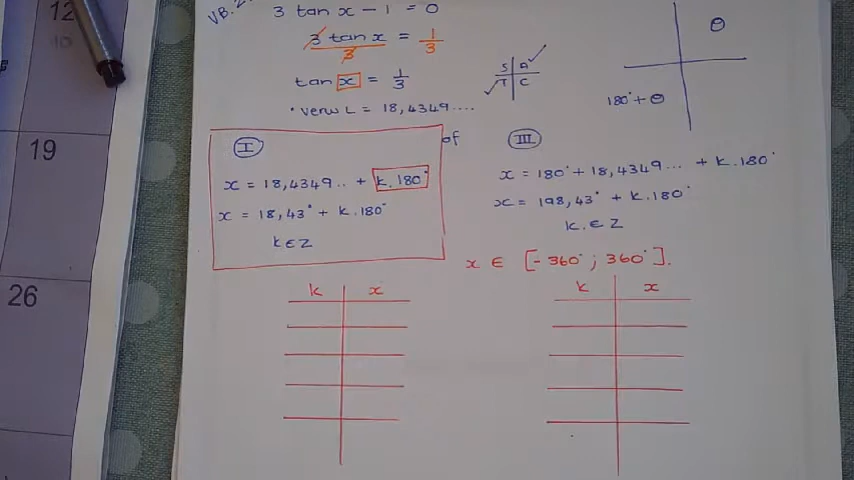 12
10
19
26
VB. 2
3 tan x − 1 = 0
3 tan x / 3 = 1/3
tan x = 1/3
* verw L = 18,4349....
S A
T C
θ
180° + θ
I
x = 18,4349.. + k.180°
x = 18,43° + k.180°
k ∈ Z
of
III
x = 180° + 18,4349... + k.180°
x = 198,43° + k.180°
k. ∈ Z
x ∈ [-360° ; 360°].
k x
k x